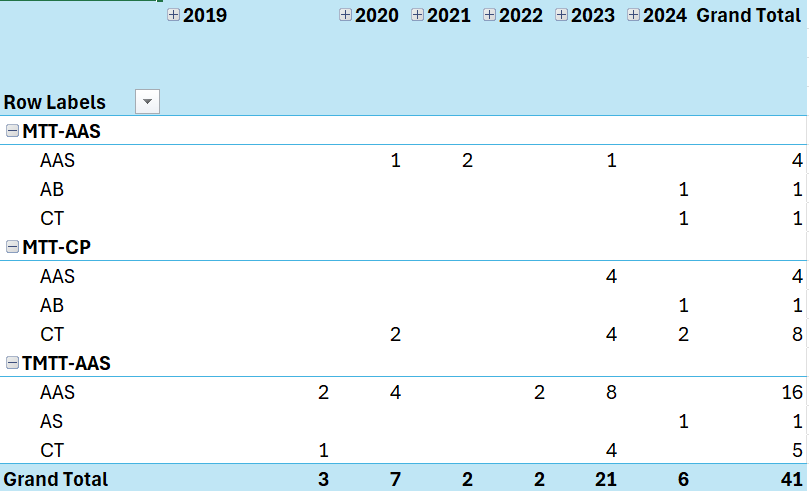 2019 2020 2021 2022 2023 2024 Grand Total
Row Labels
MTT-AAS
AAS 1 2 1 4
AB 1 1
CT 1 1
MTT-CP
AAS 4 4
AB 1 1
CT 2 4 2 8
TMTT-AAS
AAS 2 4 2 8 16
AS 1 1
CT 1 4 5
Grand Total 3 7 2 2 21 6 41